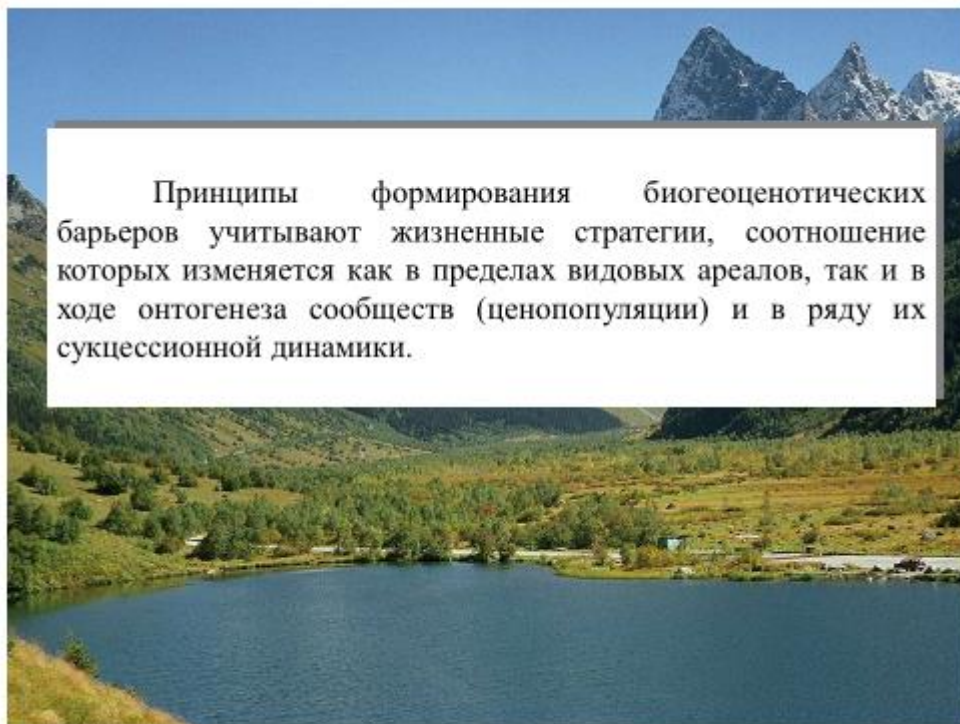 Принципы формирования биогеоценотических
барьеров учитывают жизненные стратегии, соотношение
которых изменяется как в пределах видовых ареалов, так и в
ходе онтогенеза сообществ (ценопопуляции) и в ряду их
сукцессионной динамики.